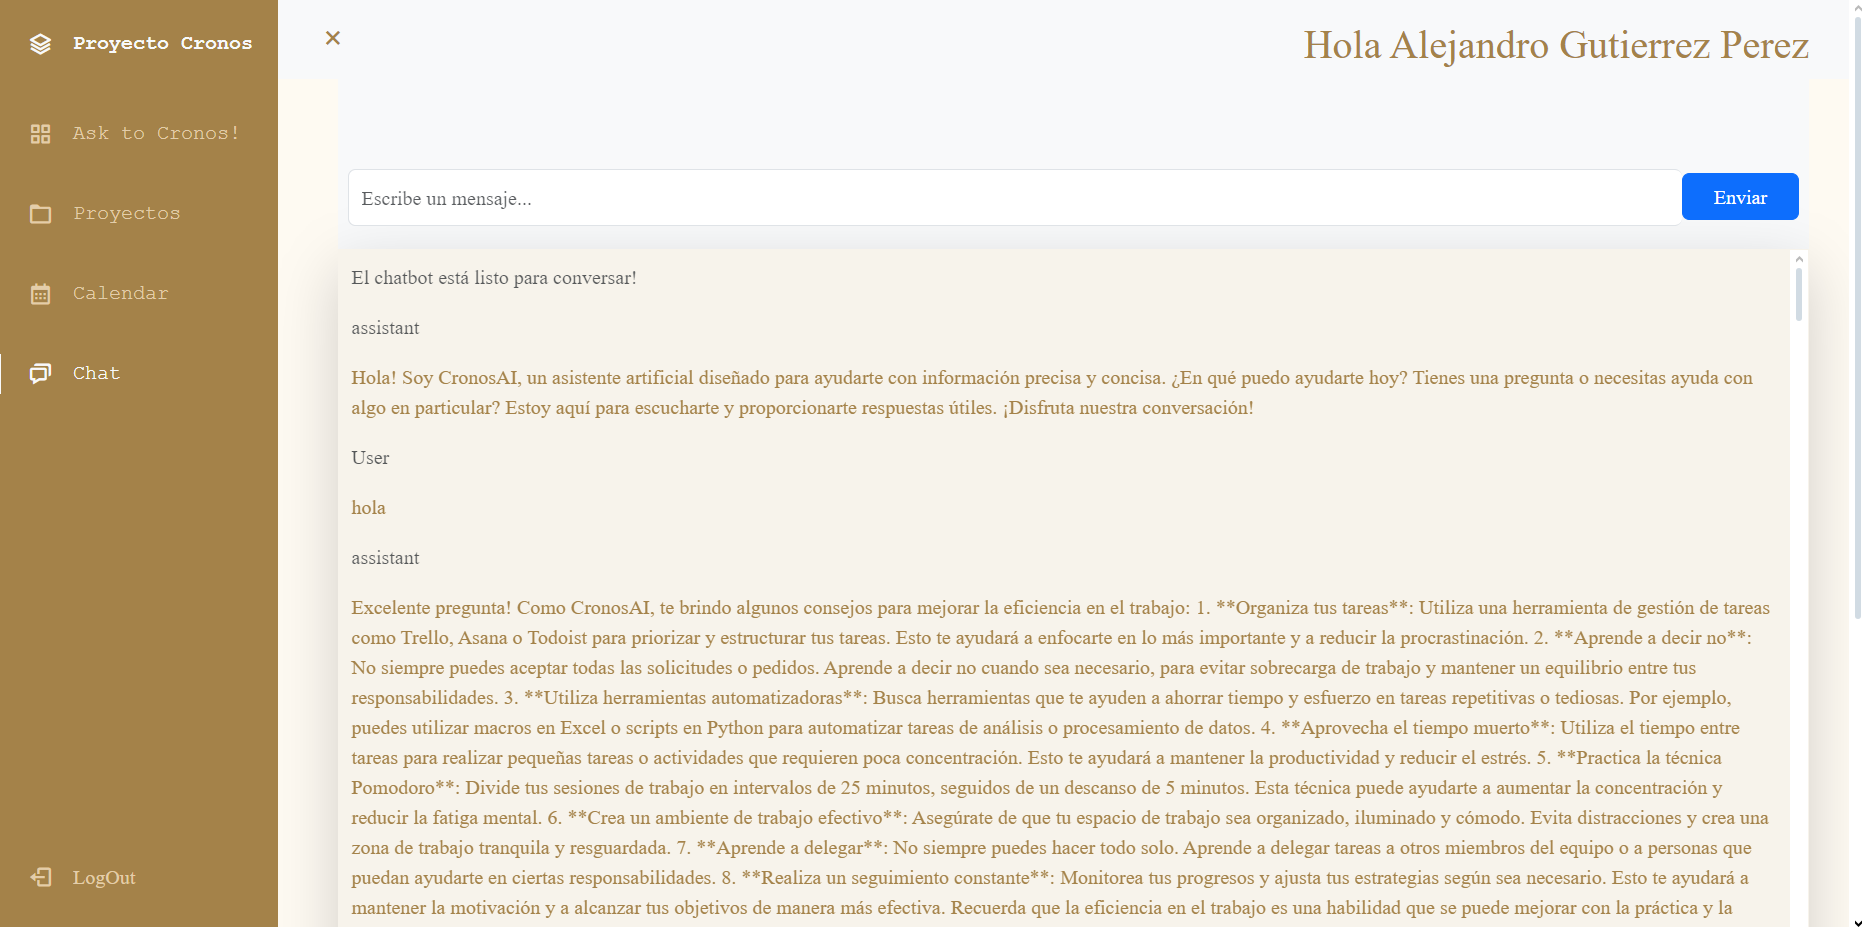 Proyecto Cronos
Ask to Cronos!
Proyectos
Calendar
Chat
LogOut
Hola Alejandro Gutierrez Perez
Escribe un mensaje...
Enviar
El chatbot está listo para conversar!
assistant
Hola! Soy CronosAI, un asistente artificial diseñado para ayudarte con información precisa y concisa. ¿En qué puedo ayudarte hoy? Tienes una pregunta o necesitas ayuda con
algo en particular? Estoy aquí para escucharte y proporcionarte respuestas útiles. ¡Disfruta nuestra conversación!
User
hola
assistant
Excelente pregunta! Como CronosAI, te brindo algunos consejos para mejorar la eficiencia en el trabajo: 1. **Organiza tus tareas**: Utiliza una herramienta de gestión de tareas
como Trello, Asana o Todoist para priorizar y estructurar tus tareas. Esto te ayudará a enfocarte en lo más importante y a reducir la procrastinación. 2. **Aprende a decir no**:
No siempre puedes aceptar todas las solicitudes o pedidos. Aprende a decir no cuando sea necesario, para evitar sobrecarga de trabajo y mantener un equilibrio entre tus
responsabilidades. 3. **Utiliza herramientas automatizadoras**: Busca herramientas que te ayuden a ahorrar tiempo y esfuerzo en tareas repetitivas o tediosas. Por ejemplo,
puedes utilizar macros en Excel o scripts en Python para automatizar tareas de análisis o procesamiento de datos. 4. **Aprovecha el tiempo muerto**: Utiliza el tiempo entre
tareas para realizar pequeñas tareas o actividades que requieren poca concentración. Esto te ayudará a mantener la productividad y reducir el estrés. 5. **Practica la técnica
Pomodoro**: Divide tus sesiones de trabajo en intervalos de 25 minutos, seguidos de un descanso de 5 minutos. Esta técnica puede ayudarte a aumentar la concentración y
reducir la fatiga mental. 6. **Crea un ambiente de trabajo efectivo**: Asegúrate de que tu espacio de trabajo sea organizado, iluminado y cómodo. Evita distracciones y crea una
zona de trabajo tranquila y resguardada. 7. **Aprende a delegar**: No siempre puedes hacer todo solo. Aprende a delegar tareas a otros miembros del equipo o a personas que
puedan ayudarte en ciertas responsabilidades. 8. **Realiza un seguimiento constante**: Monitorea tus progresos y ajusta tus estrategias según sea necesario. Esto te ayudará a
mantener la motivación y a alcanzar tus objetivos de manera más efectiva. Recuerda que la eficiencia en el trabajo es una habilidad que se puede mejorar con la práctica y la